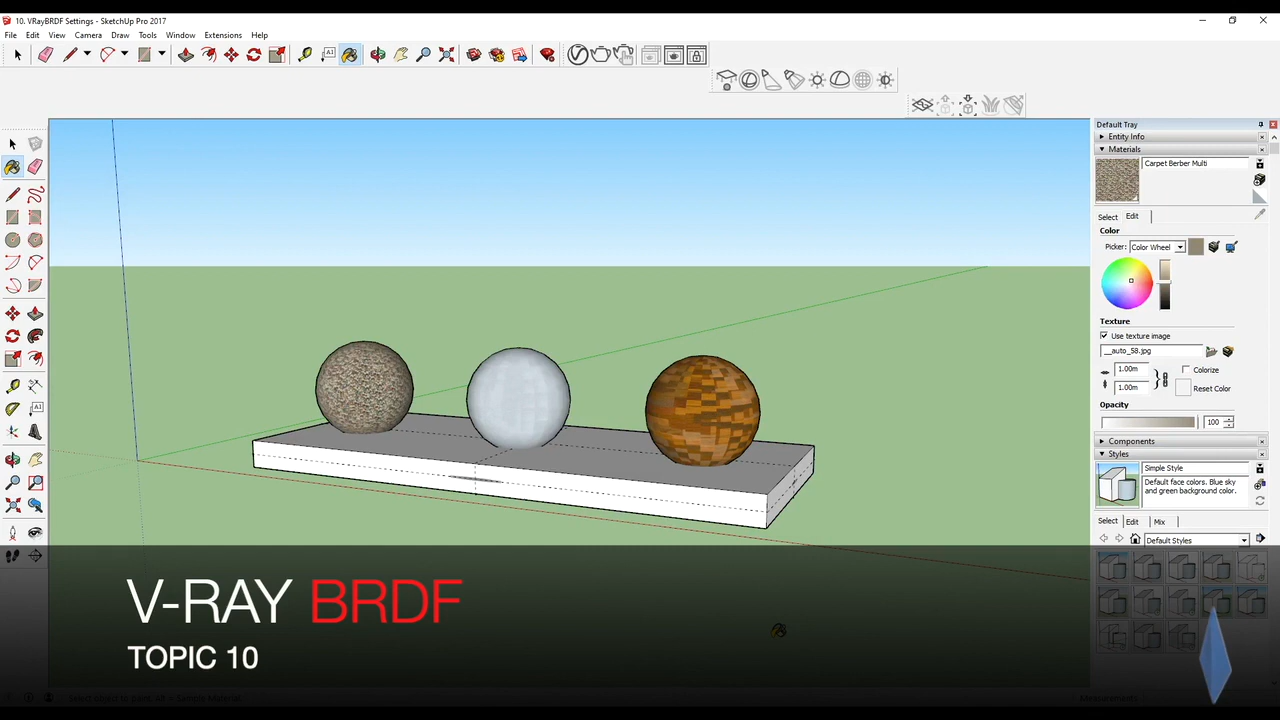 10. VRayBRDF Settings - SketchUp Pro 2017
File Edit View Camera Draw Tools Window Extensions Help
Default Tray
Entity Info
Materials
Carpet Berber Multi
Select Edit
Color
Picker: Color Wheel
Texture
Use texture image
__auto_58.jpg
1.00m Colorize
1.00m Reset Color
Opacity
100
Components
Styles
Simple Style
Default face colors. Blue sky
and green background color.
Select Edit Mix
Default Styles
V-RAY BRDF
TOPIC 10
Measurements